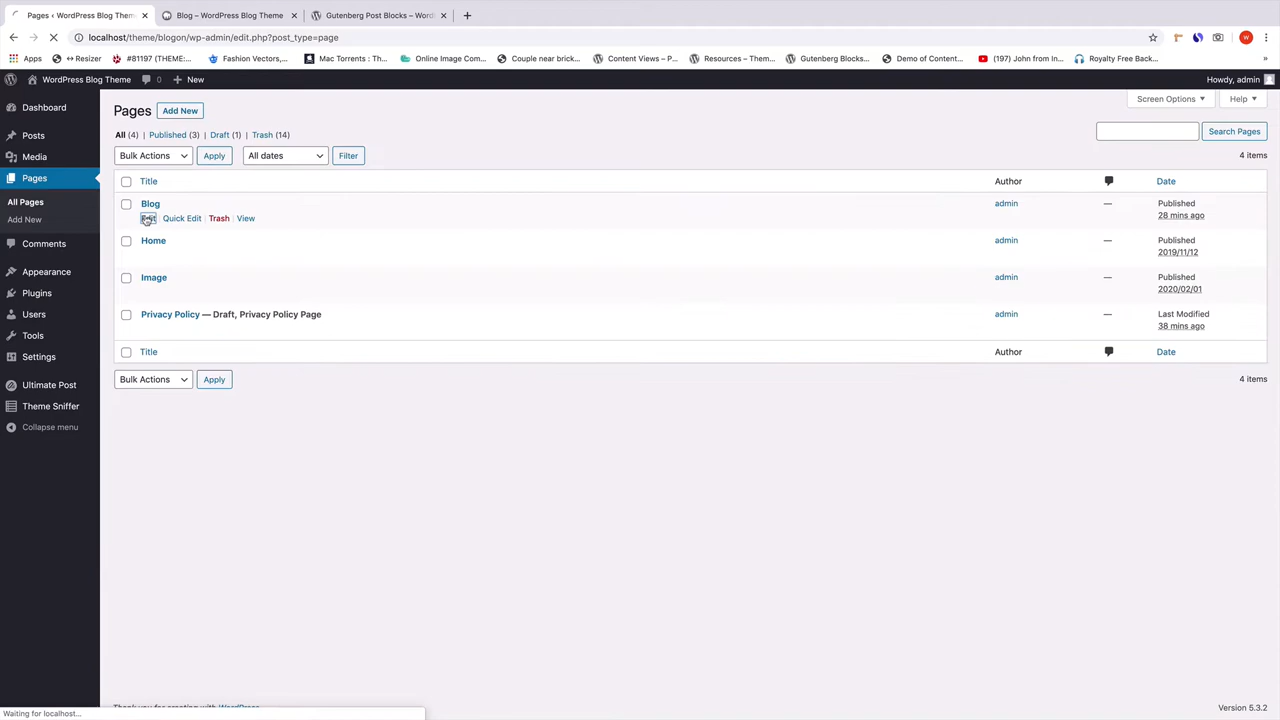 Pages ‹ WordPress Blog Theme
Blog – WordPress Blog Theme
Gutenberg Post Blocks – Wor
localhost/theme/blogon/wp-admin/edit.php?post_type=page
Apps
↔ Resizer
#81197 (THEME:...
Fashion Vectors,...
Mac Torrents : Th...
Online Image Com...
Couple near brick...
Content Views – P...
Resources – Them...
Gutenberg Blocks...
Demo of Content...
(197) John from In...
Royalty Free Back...
»
WordPress Blog Theme
0
New
Howdy, admin
Dashboard
Posts
Media
Pages
All Pages
Add New
Comments
Appearance
Plugins
Users
Tools
Settings
Ultimate Post
Theme Sniffer
Collapse menu
Pages
Add New
Screen Options
Help
All (4) | Published (3) | Draft (1) | Trash (14)
Search Pages
Bulk Actions
Apply
All dates
Filter
4 items
Title
Author
Date
Blog
admin
—
Published
28 mins ago
Edit | Quick Edit | Trash | View
Home
admin
—
Published
2019/11/12
Image
admin
—
Published
2020/02/01
Privacy Policy — Draft, Privacy Policy Page
admin
—
Last Modified
38 mins ago
Title
Author
Date
Bulk Actions
Apply
4 items
Thank you for creating with WordPress.
Version 5.3.2
Waiting for localhost...